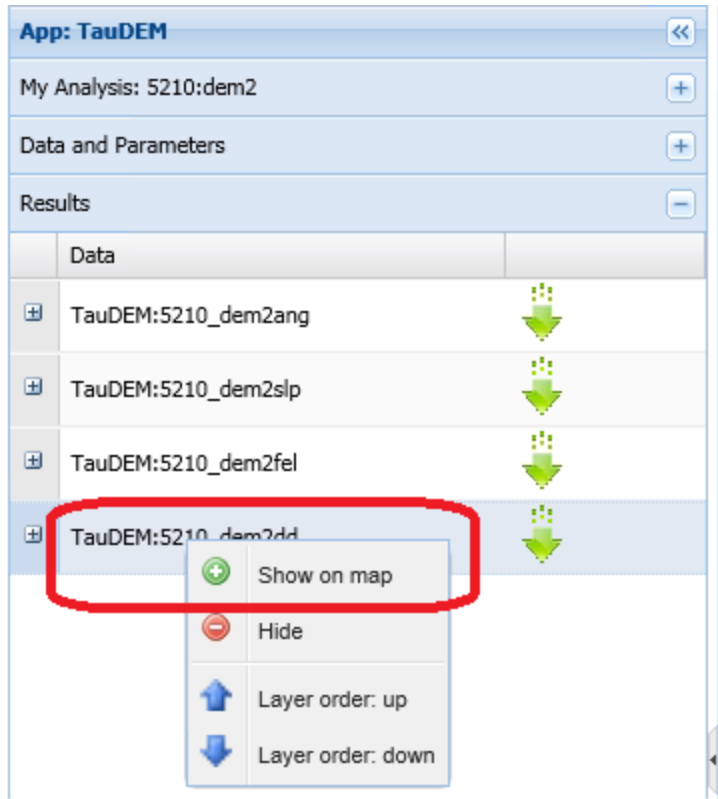 App: TauDEM
My Analysis: 5210:dem2
Data and Parameters
Results
Data
TauDEM:5210_dem2ang
TauDEM:5210_dem2slp
TauDEM:5210_dem2fel
TauDEM:5210_dem2dd
Show on map
Hide
Layer order: up
Layer order: down